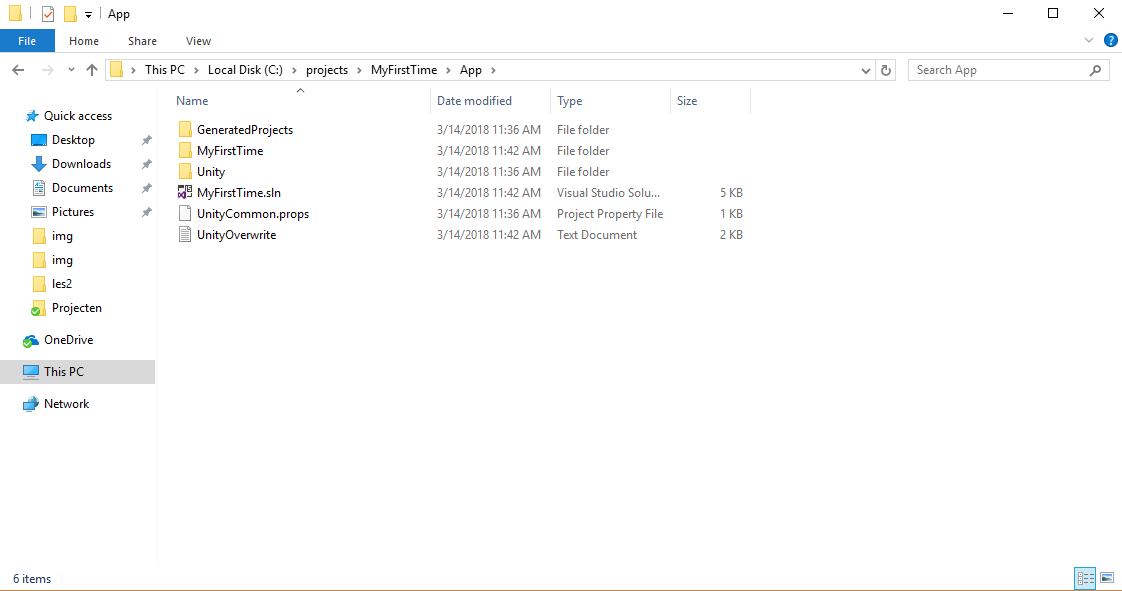 App
File Home Share View
This PC Local Disk (C:) projects MyFirstTime App Search App
Name Date modified Type Size
Quick access
Desktop
Downloads
Documents
Pictures
img
img
les2
Projecten
OneDrive
This PC
Network
GeneratedProjects 3/14/2018 11:36 AM File folder
MyFirstTime 3/14/2018 11:42 AM File folder
Unity 3/14/2018 11:36 AM File folder
MyFirstTime.sln 3/14/2018 11:42 AM Visual Studio Solu... 5 KB
UnityCommon.props 3/14/2018 11:36 AM Project Property File 1 KB
UnityOverwrite 3/14/2018 11:42 AM Text Document 2 KB
6 items